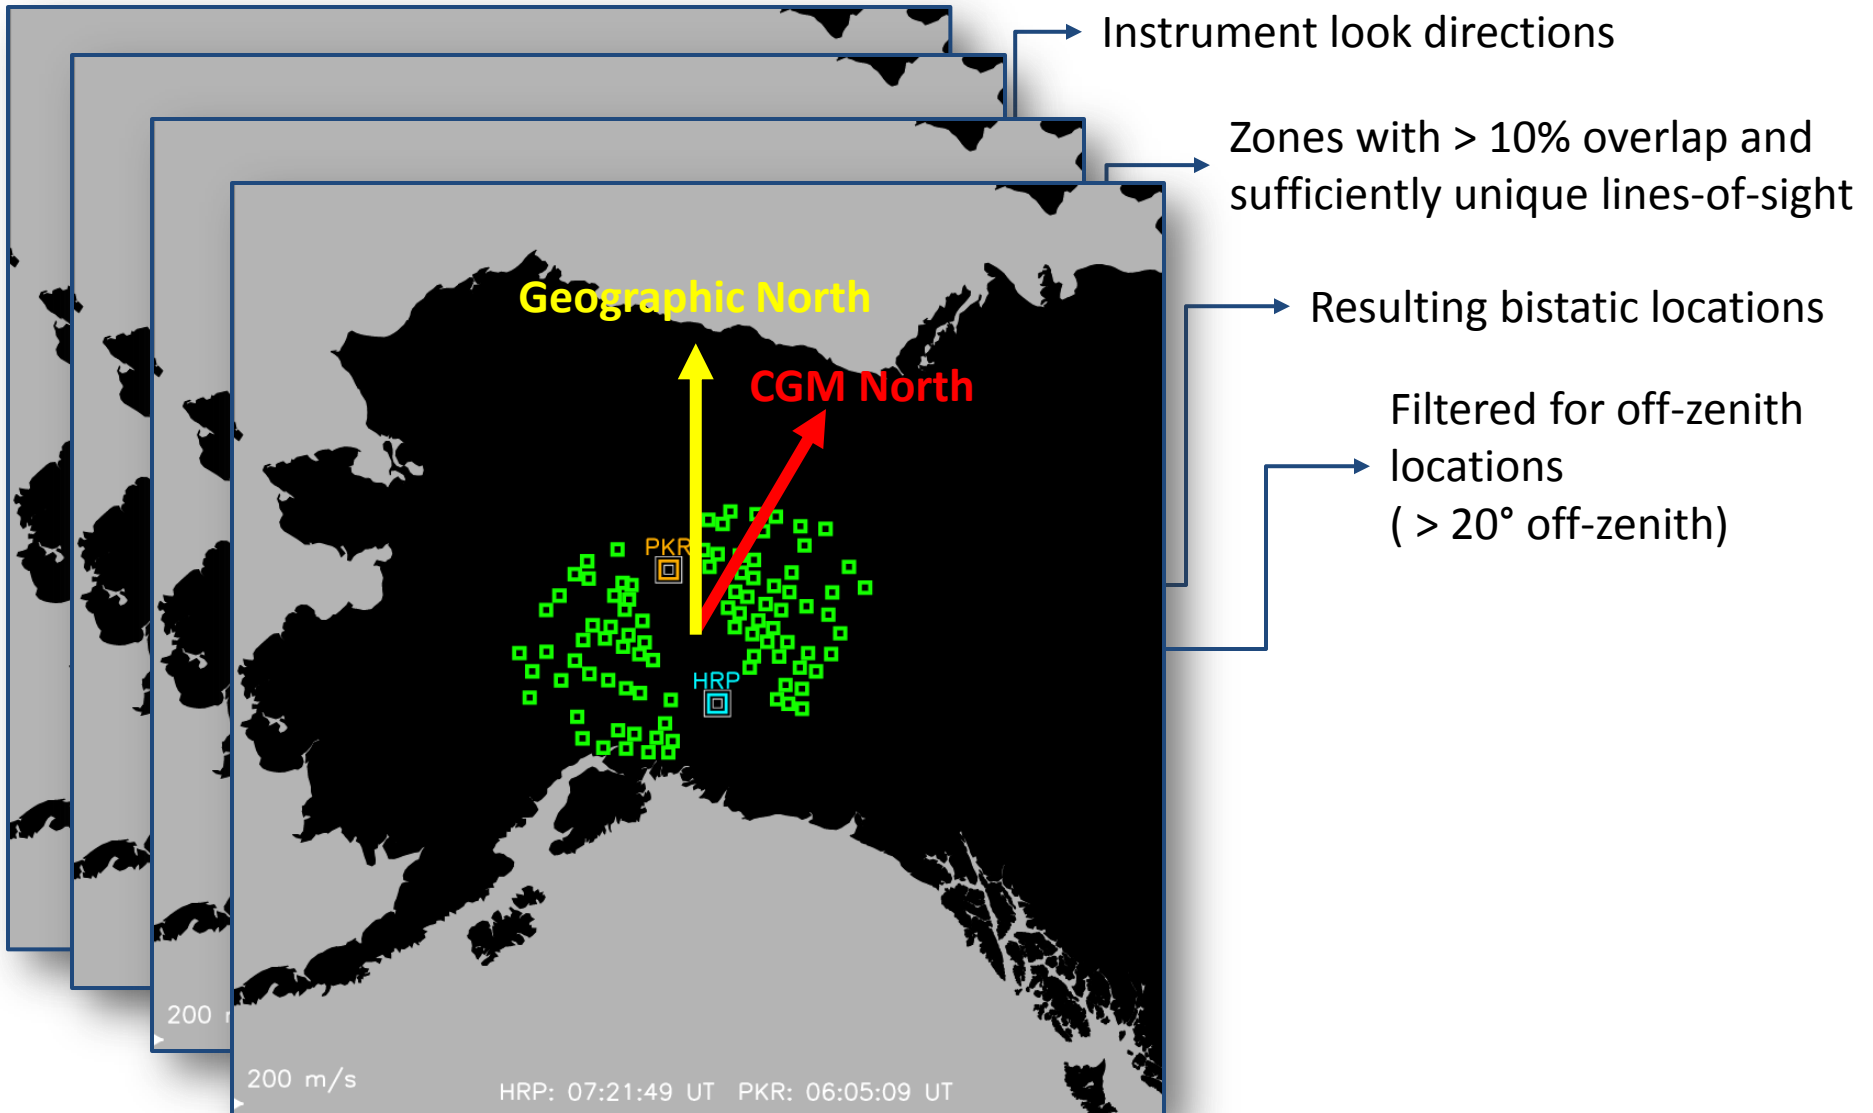 Instrument look directions
Zones with > 10% overlap and
sufficiently unique lines-of-sight
Resulting bistatic locations
Filtered for off-zenith
locations
( > 20° off-zenith)
Geographic North
CGM North
PKR
HRP
200
200 m/s
HRP: 07:21:49 UT PKR: 06:05:09 UT